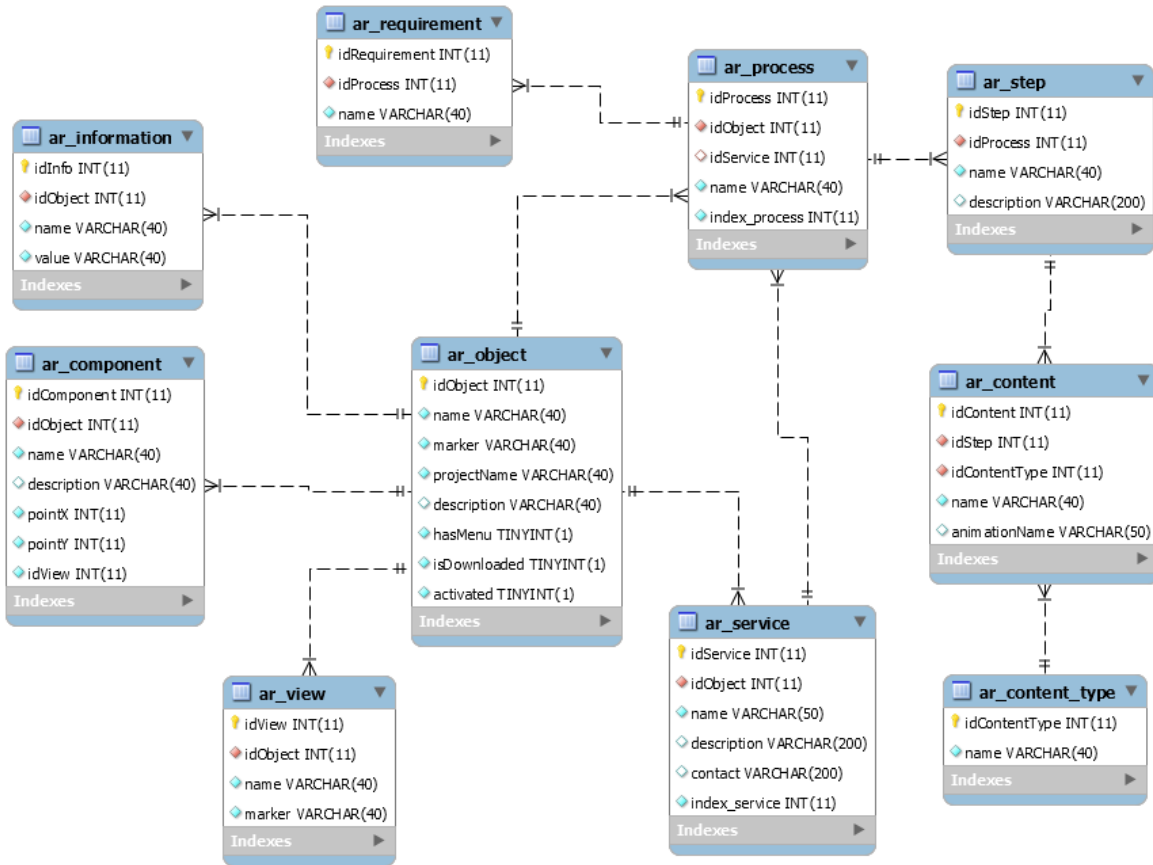 ar_requirement
idRequirement INT(11)
idProcess INT(11)
name VARCHAR(40)
Indexes
ar_process
idProcess INT(11)
idObject INT(11)
idService INT(11)
name VARCHAR(40)
index_process INT(11)
Indexes
ar_step
idStep INT(11)
idProcess INT(11)
name VARCHAR(40)
description VARCHAR(200)
Indexes
ar_information
idInfo INT(11)
idObject INT(11)
name VARCHAR(40)
value VARCHAR(40)
Indexes
ar_component
idComponent INT(11)
idObject INT(11)
name VARCHAR(40)
description VARCHAR(40)
pointX INT(11)
pointY INT(11)
idView INT(11)
Indexes
ar_object
idObject INT(11)
name VARCHAR(40)
marker VARCHAR(40)
projectName VARCHAR(40)
description VARCHAR(40)
hasMenu TINYINT(1)
isDownloaded TINYINT(1)
activated TINYINT(1)
Indexes
ar_content
idContent INT(11)
idStep INT(11)
idContentType INT(11)
name VARCHAR(40)
animationName VARCHAR(50)
Indexes
ar_view
idView INT(11)
idObject INT(11)
name VARCHAR(40)
marker VARCHAR(40)
Indexes
ar_service
idService INT(11)
idObject INT(11)
name VARCHAR(50)
description VARCHAR(200)
contact VARCHAR(200)
index_service INT(11)
Indexes
ar_content_type
idContentType INT(11)
name VARCHAR(40)
Indexes